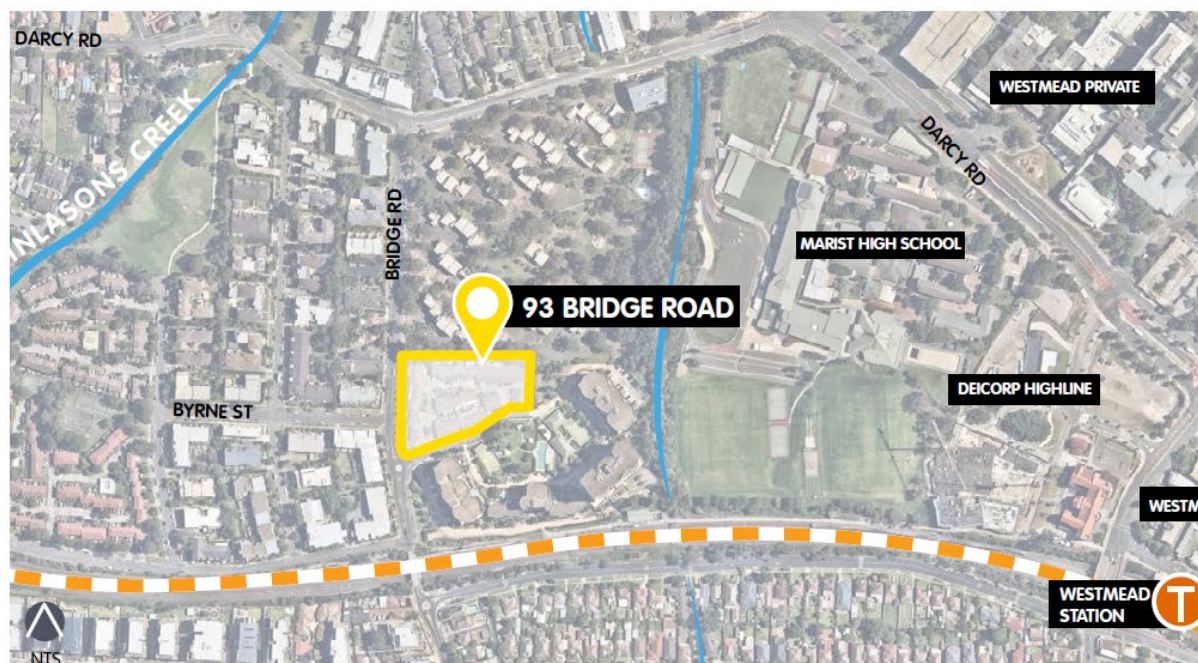 DARCY RD
WESTMEAD PRIVATE
INLASONS CREEK
DARCY RD
BRIDGE RD
MARIST HIGH SCHOOL
93 BRIDGE ROAD
DEICORP HIGHLINE
BYRNE ST
WESTM
WESTMEAD
STATION
T
NTS